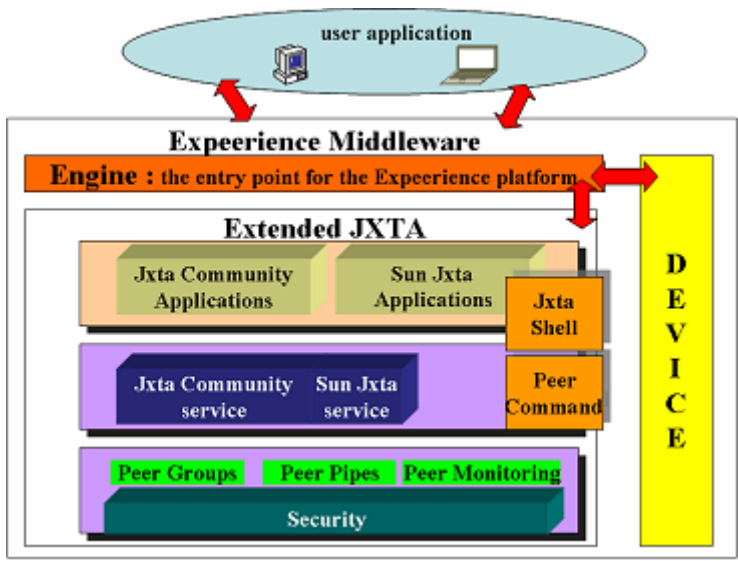 user application
Expeerience Middleware
Engine : the entry point for the Expeerience platform
Extended JXTA
Jxta Community
Applications
Sun Jxta
Applications
Jxta
Shell
Jxta Community
service
Sun Jxta
service
Peer
Command
Peer Groups
Peer Pipes
Peer Monitoring
Security
D
E
V
I
C
E